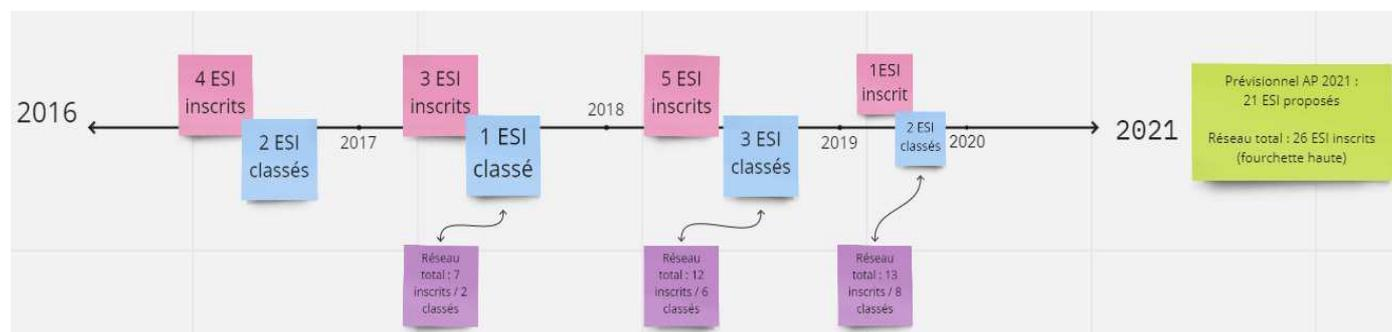 2016
4 ESI
inscrits
2 ESI
classés
2017
3 ESI
inscrits
1 ESI
classé
Réseau
total : 7
inscrits / 2
classés
2018
5 ESI
inscrits
3 ESI
classés
Réseau
total : 12
inscrits / 6
classés
2019
1ESI
inscrit
2 ESI
classés
Réseau
total : 13
inscrits / 8
classés
2020
2021
Prévisionnel AP 2021 :
21 ESI proposés
Réseau total : 26 ESI inscrits
(fourchette haute)